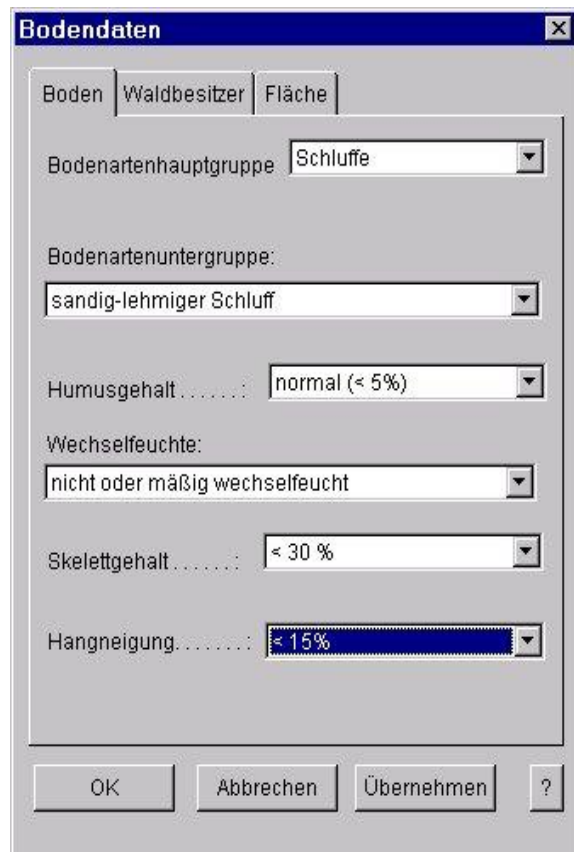 Bodendaten
Boden Waldbesitzer Fläche
Bodenartenhauptgruppe Schluffe
Bodenartenuntergruppe:
sandig-lehmiger Schluff
Humusgehalt . . . . . . : normal (< 5%)
Wechselfeuchte:
nicht oder mäßig wechselfeucht
Skelettgehalt . . . . . . : < 30 %
Hangneigung. . . . . . . : < 15%
OK Abbrechen Übernehmen ?